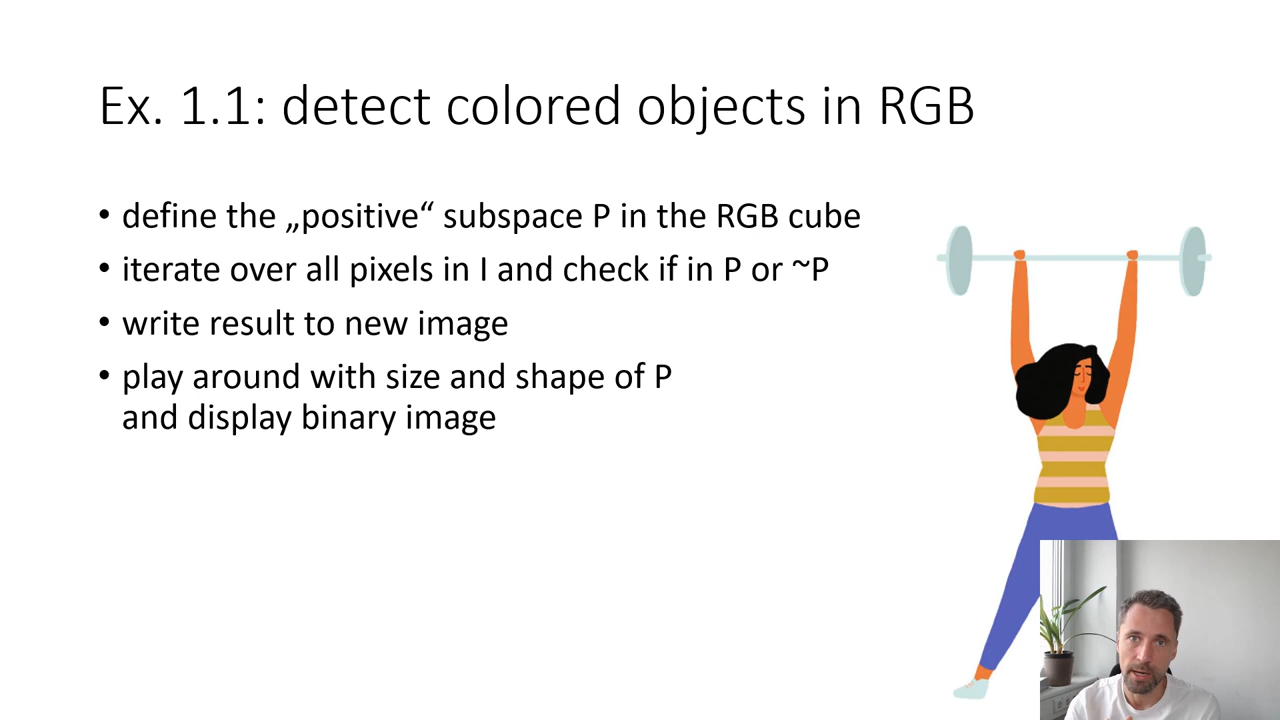 Ex. 1.1: detect colored objects in RGB
• define the „positive“ subspace P in the RGB cube
• iterate over all pixels in I and check if in P or ~P
• write result to new image
• play around with size and shape of P
and display binary image